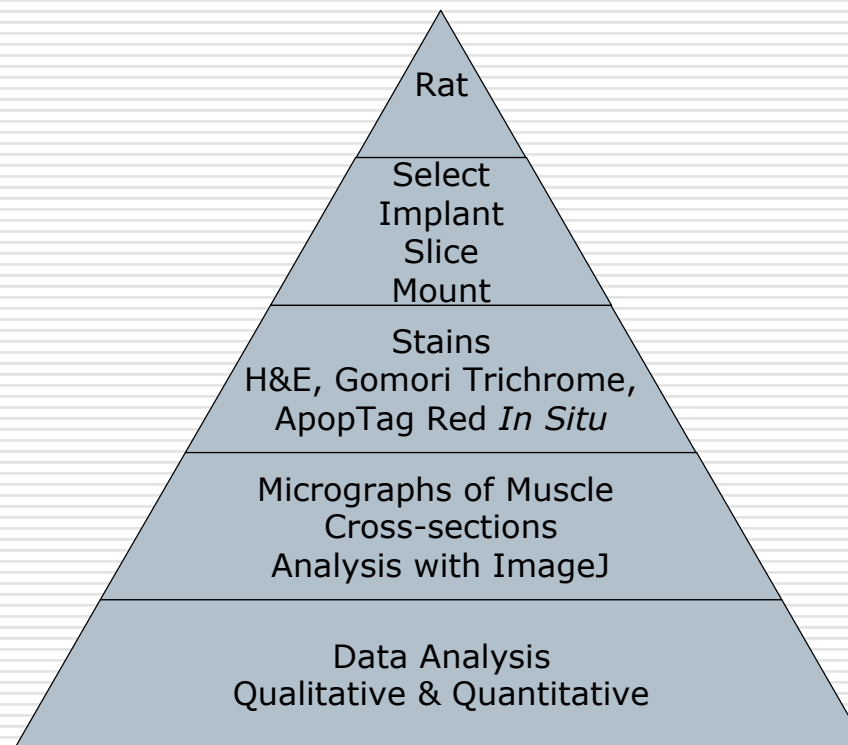 Rat
Select
Implant
Slice
Mount
Stains
H&E, Gomori Trichrome,
ApopTag Red In Situ
Micrographs of Muscle
Cross-sections
Analysis with ImageJ
Data Analysis
Qualitative & Quantitative